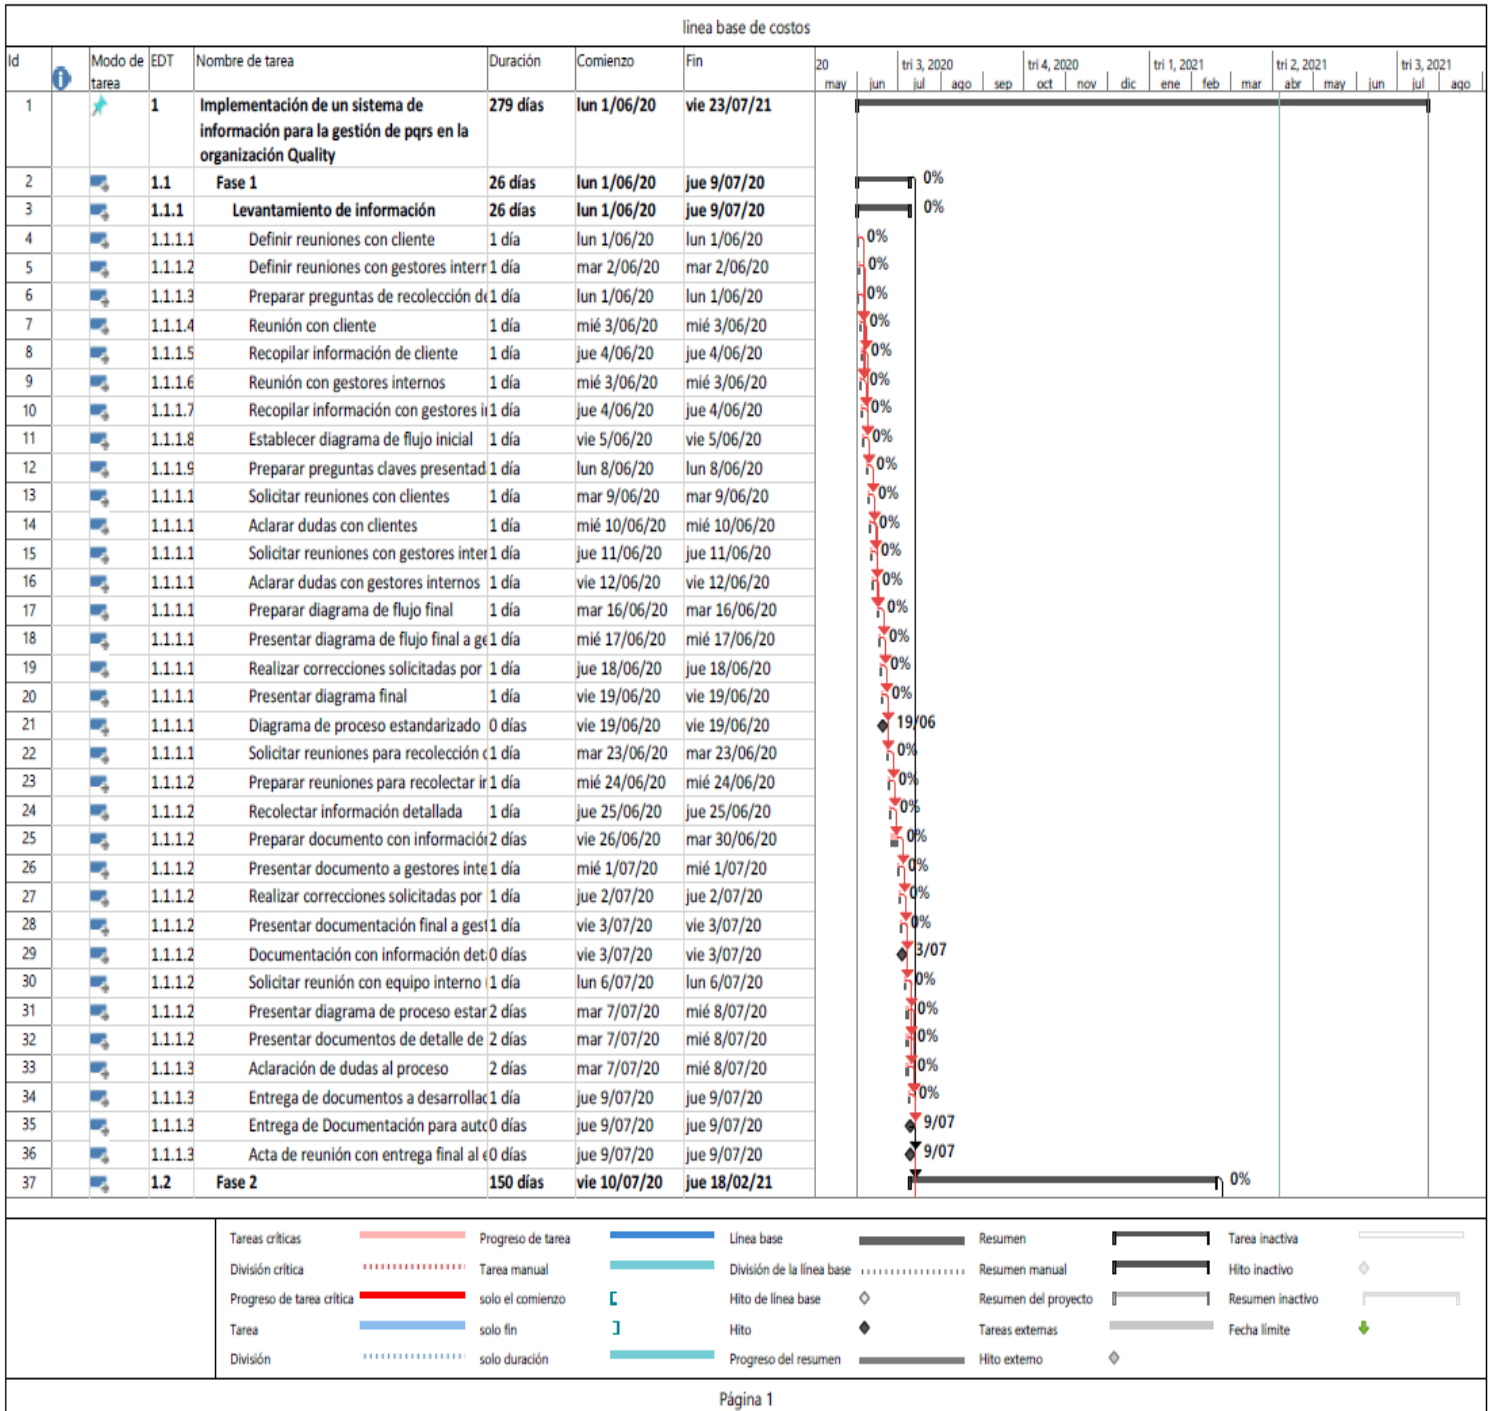 linea base de costos
Id Modo de tarea EDT Nombre de tarea Duración Comienzo Fin
20 tri 3, 2020 tri 4, 2020 tri 1, 2021 tri 2, 2021 tri 3, 2021
may jun jul ago sep oct nov dic ene feb mar abr may jun jul ago
1 1 Implementación de un sistema de información para la gestión de pqrs en la organización Quality 279 días lun 1/06/20 vie 23/07/21
2 1.1 Fase 1 26 días lun 1/06/20 jue 9/07/20 0%
3 1.1.1 Levantamiento de información 26 días lun 1/06/20 jue 9/07/20 0%
4 1.1.1.1 Definir reuniones con cliente 1 día lun 1/06/20 lun 1/06/20 0%
5 1.1.1.2 Definir reuniones con gestores interr 1 día mar 2/06/20 mar 2/06/20 0%
6 1.1.1.3 Preparar preguntas de recolección de 1 día lun 1/06/20 lun 1/06/20 0%
7 1.1.1.4 Reunión con cliente 1 día mié 3/06/20 mié 3/06/20 0%
8 1.1.1.5 Recopilar información de cliente 1 día jue 4/06/20 jue 4/06/20 0%
9 1.1.1.6 Reunión con gestores internos 1 día mié 3/06/20 mié 3/06/20 0%
10 1.1.1.7 Recopilar información con gestores i 1 día jue 4/06/20 jue 4/06/20 0%
11 1.1.1.8 Establecer diagrama de flujo inicial 1 día vie 5/06/20 vie 5/06/20 0%
12 1.1.1.9 Preparar preguntas claves presentad 1 día lun 8/06/20 lun 8/06/20 0%
13 1.1.1.1 Solicitar reuniones con clientes 1 día mar 9/06/20 mar 9/06/20 0%
14 1.1.1.1 Aclarar dudas con clientes 1 día mié 10/06/20 mié 10/06/20 0%
15 1.1.1.1 Solicitar reuniones con gestores inter 1 día jue 11/06/20 jue 11/06/20 0%
16 1.1.1.1 Aclarar dudas con gestores internos 1 día vie 12/06/20 vie 12/06/20 0%
17 1.1.1.1 Preparar diagrama de flujo final 1 día mar 16/06/20 mar 16/06/20 0%
18 1.1.1.1 Presentar diagrama de flujo final a ge 1 día mié 17/06/20 mié 17/06/20 0%
19 1.1.1.1 Realizar correcciones solicitadas por 1 día jue 18/06/20 jue 18/06/20 0%
20 1.1.1.1 Presentar diagrama final 1 día vie 19/06/20 vie 19/06/20 0%
21 1.1.1.1 Diagrama de proceso estandarizado 0 días vie 19/06/20 vie 19/06/20 19/06
22 1.1.1.1 Solicitar reuniones para recolección 1 día mar 23/06/20 mar 23/06/20 0%
23 1.1.1.2 Preparar reuniones para recolectar ir 1 día mié 24/06/20 mié 24/06/20 0%
24 1.1.1.2 Recolectar información detallada 1 día jue 25/06/20 jue 25/06/20 0%
25 1.1.1.2 Preparar documento con informació 2 días vie 26/06/20 mar 30/06/20 0%
26 1.1.1.2 Presentar documento a gestores inte 1 día mié 1/07/20 mié 1/07/20 0%
27 1.1.1.2 Realizar correcciones solicitadas por 1 día jue 2/07/20 jue 2/07/20 0%
28 1.1.1.2 Presentar documentación final a gest 1 día vie 3/07/20 vie 3/07/20 0%
29 1.1.1.2 Documentación con información det 0 días vie 3/07/20 vie 3/07/20 3/07
30 1.1.1.2 Solicitar reunión con equipo interno 1 día lun 6/07/20 lun 6/07/20 0%
31 1.1.1.2 Presentar diagrama de proceso estar 2 días mar 7/07/20 mié 8/07/20 0%
32 1.1.1.2 Presentar documentos de detalle de 2 días mar 7/07/20 mié 8/07/20 0%
33 1.1.1.3 Aclaración de dudas al proceso 2 días mar 7/07/20 mié 8/07/20 0%
34 1.1.1.3 Entrega de documentos a desarrollac 1 día jue 9/07/20 jue 9/07/20 0%
35 1.1.1.3 Entrega de Documentación para auto 0 días jue 9/07/20 jue 9/07/20 9/07
36 1.1.1.3 Acta de reunión con entrega final al e 0 días jue 9/07/20 jue 9/07/20 9/07
37 1.2 Fase 2 150 días vie 10/07/20 jue 18/02/21 0%
Tareas críticas Progreso de tarea Línea base Resumen Tarea inactiva
División crítica Tarea manual División de la línea base Resumen manual Hito inactivo
Progreso de tarea crítica solo el comienzo Hito de línea base Resumen del proyecto Resumen inactivo
Tarea solo fin Hito Tareas externas Fecha límite
División solo duración Progreso del resumen Hito externo
Página 1